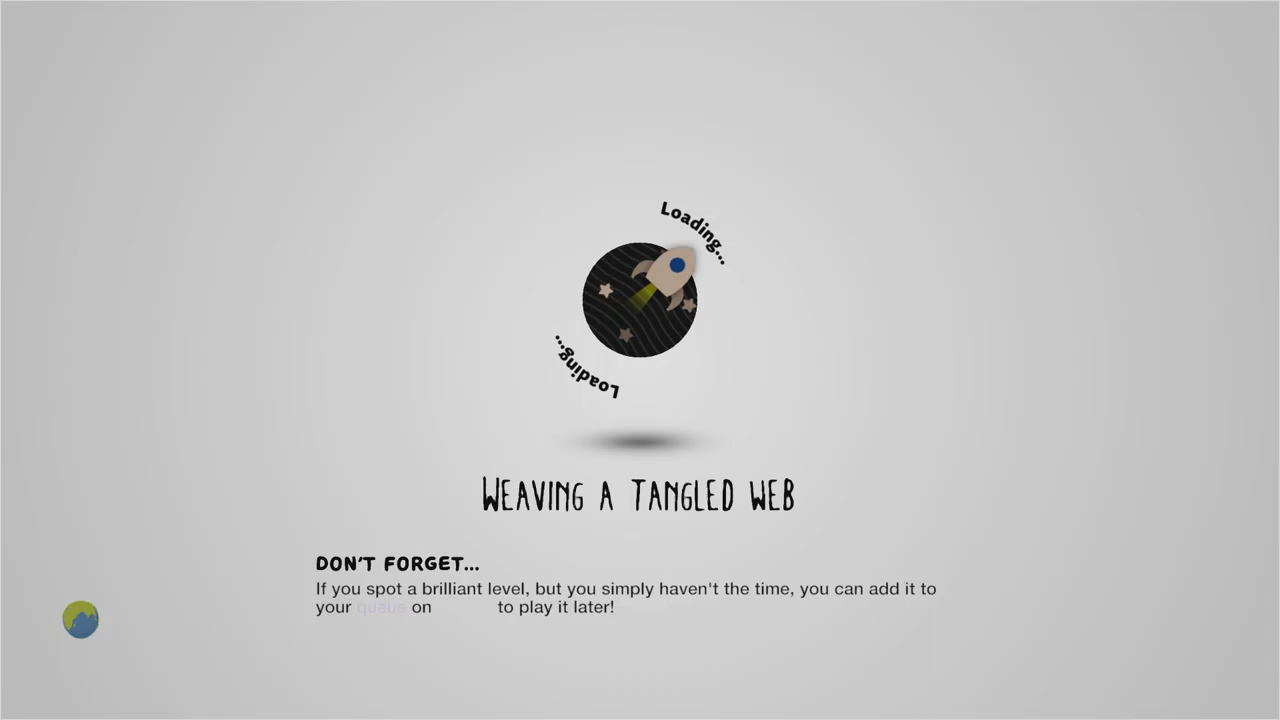 Loading...
Loading...
WEAVING A TANGLED WEB
DON'T FORGET...
If you spot a brilliant level, but you simply haven't the time, you can add it to
your queue on to play it later!